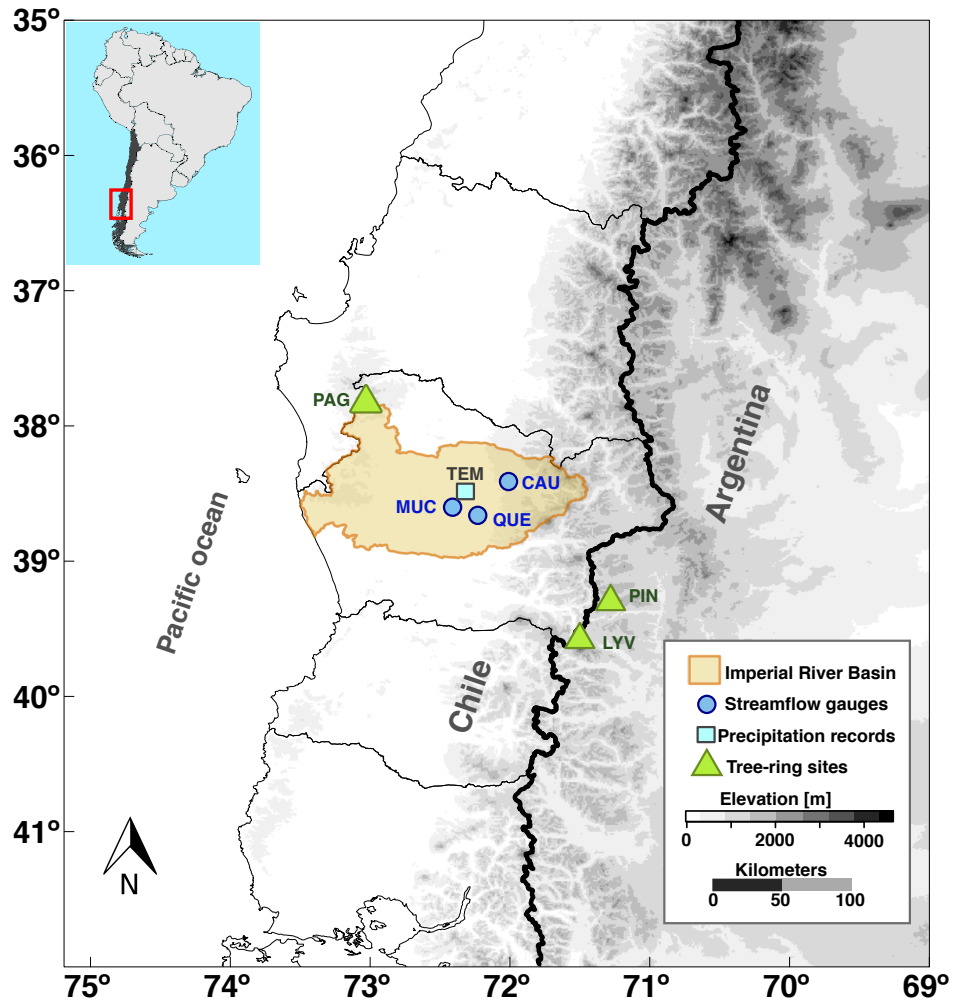 35º
36º
37º
38º
39º
40º
41º
PAG
TEM
CAU
MUC
QUE
PIN
LYV
Pacific ocean
Chile
Argentina
Imperial River Basin
Streamflow gauges
Precipitation records
Tree-ring sites
Elevation [m]
0 2000 4000
Kilometers
0 50 100
N
75º 74º 73º 72º 71º 70º 69º